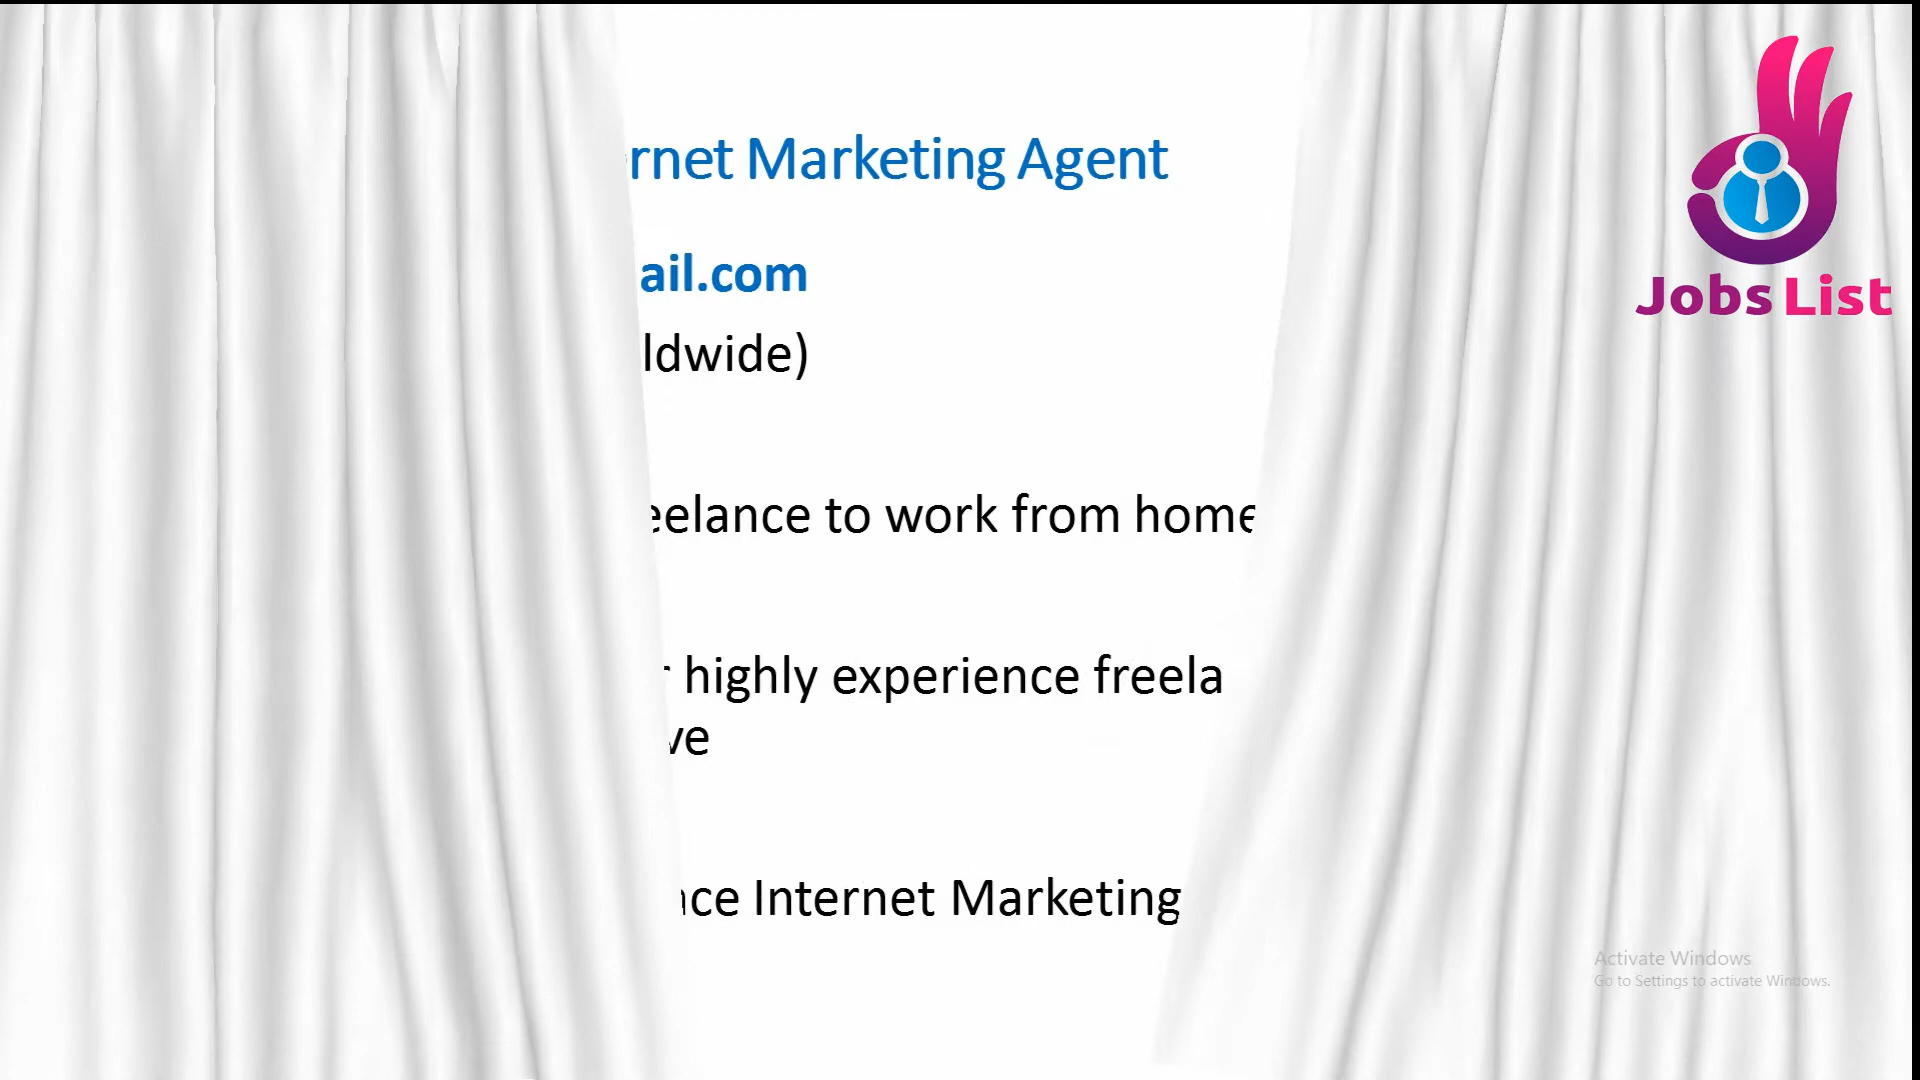 rnet Marketing Agent
ail.com
ldwide)
eelance to work from home
highly experience freela
ve
ce Internet Marketing
Jobs List
Activate Windows
Go to Settings to activate Windows.